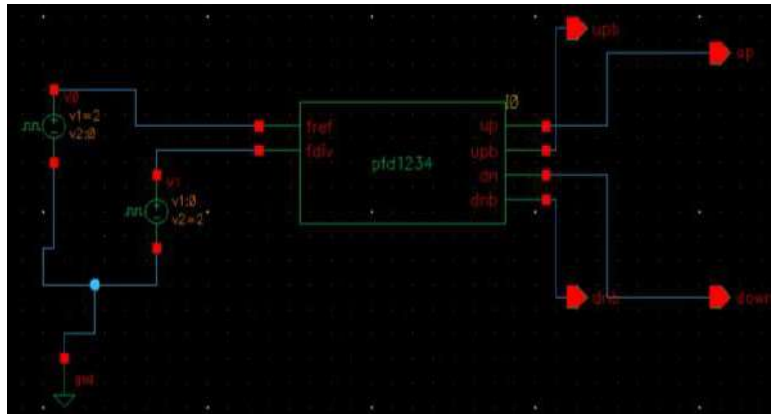 upb
up
V0
v1=2
v2:0
I0
fref
up
fdiv
upb
pfd1234
dn
dnb
V1
v1:0
v2=2
dnb
down
gnd